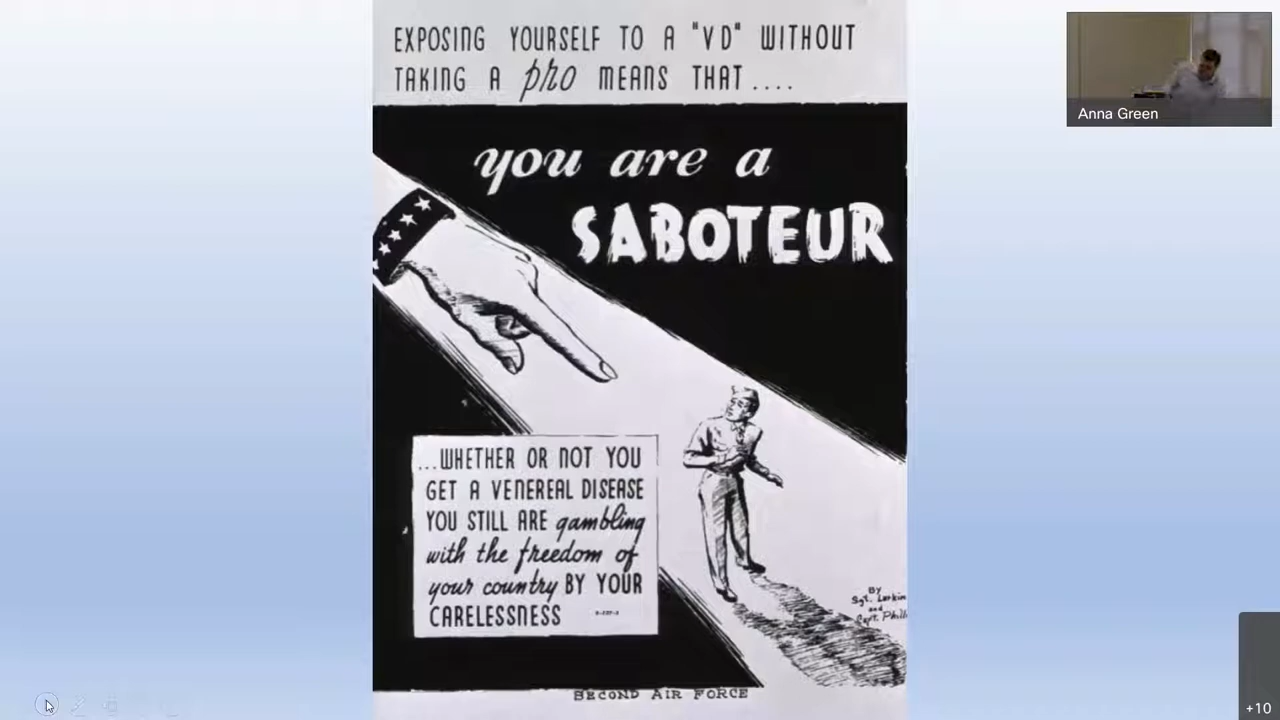 EXPOSING YOURSELF TO A "VD" WITHOUT
TAKING A pro MEANS THAT....
you are a
SABOTEUR
...WHETHER OR NOT YOU
GET A VENEREAL DISEASE
YOU STILL ARE gambling
with the freedom of
your country BY YOUR
CARELESSNESS
By
Sgt. Larkin
and
Capt. Philli
SECOND AIR FORCE
Anna Green
+10